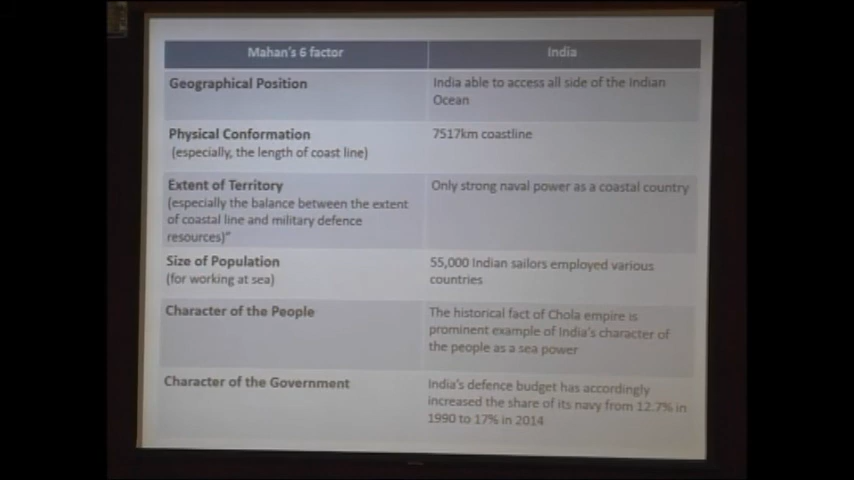 Mahan's 6 factor
India
Geographical Position
India able to access all side of the Indian
Ocean
Physical Conformation
(especially, the length of coast line)
7517km coastline
Extent of Territory
(especially the balance between the extent
of coastal line and military defence
resources)"
Only strong naval power as a coastal country
Size of Population
(for working at sea)
55,000 Indian sailors employed various
countries
Character of the People
The historical fact of Chola empire is
prominent example of India's character of
the people as a sea power
Character of the Government
India's defence budget has accordingly
increased the share of its navy from 12.7% in
1990 to 17% in 2014